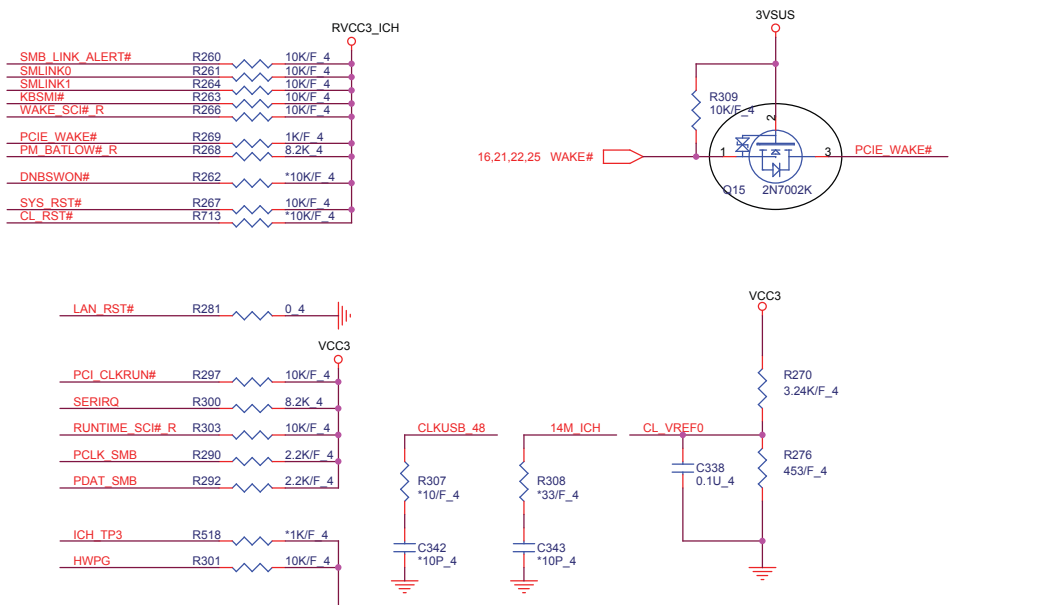 RVCC3_ICH
SMB_LINK_ALERT# R260 10K/F_4
SMLINK0 R261 10K/F_4
SMLINK1 R264 10K/F_4
KBSMI# R263 10K/F_4
WAKE_SCI#_R R266 10K/F_4
PCIE_WAKE# R269 1K/F_4
PM_BATLOW#_R R268 8.2K_4
DNBSWON# R262 *10K/F_4
SYS_RST# R267 10K/F_4
CL_RST# R713 *10K/F_4
3VSUS
R309
10K/F_4
2
16,21,22,25 WAKE# 1 3 PCIE_WAKE#
Q15 2N7002K
LAN_RST# R281 0_4
VCC3
PCI_CLKRUN# R297 10K/F_4
SERIRQ R300 8.2K_4
RUNTIME_SCI#_R R303 10K/F_4
PCLK_SMB R290 2.2K/F_4
PDAT_SMB R292 2.2K/F_4
ICH_TP3 R518 *1K/F_4
HWPG R301 10K/F_4
CLKUSB_48
R307
*10/F_4
C342
*10P_4
14M_ICH
R308
*33/F_4
C343
*10P_4
VCC3
R270
3.24K/F_4
CL_VREF0
C338
0.1U_4
R276
453/F_4